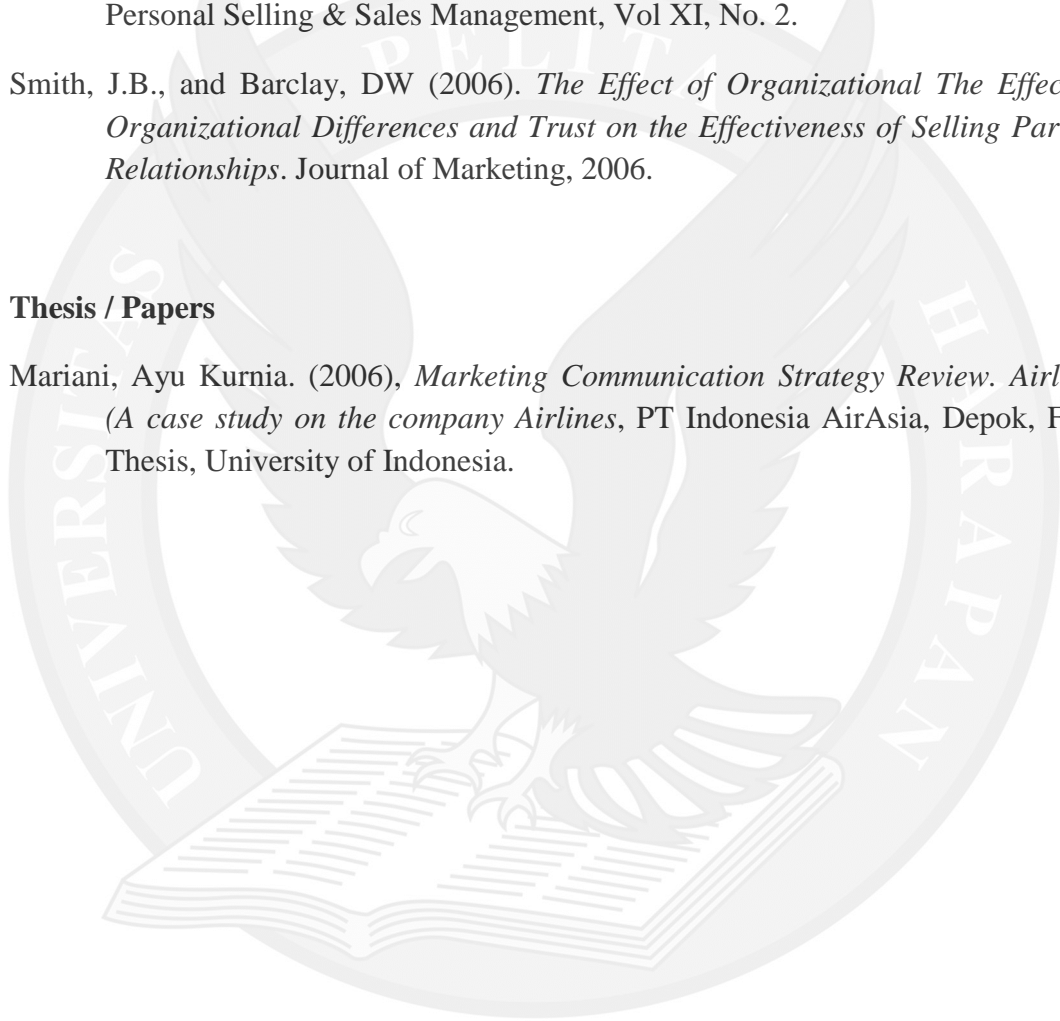 Personal Selling & Sales Management, Vol XI, No. 2.
Smith, J.B., and Barclay, DW (2006). The Effect of Organizational The Effec
Organizational Differences and Trust on the Effectiveness of Selling Par
Relationships. Journal of Marketing, 2006.
Thesis / Papers
Mariani, Ayu Kurnia. (2006), Marketing Communication Strategy Review. Airl
(A case study on the company Airlines, PT Indonesia AirAsia, Depok, F
Thesis, University of Indonesia.
UNIVERSITAS PELITA HARAPAN